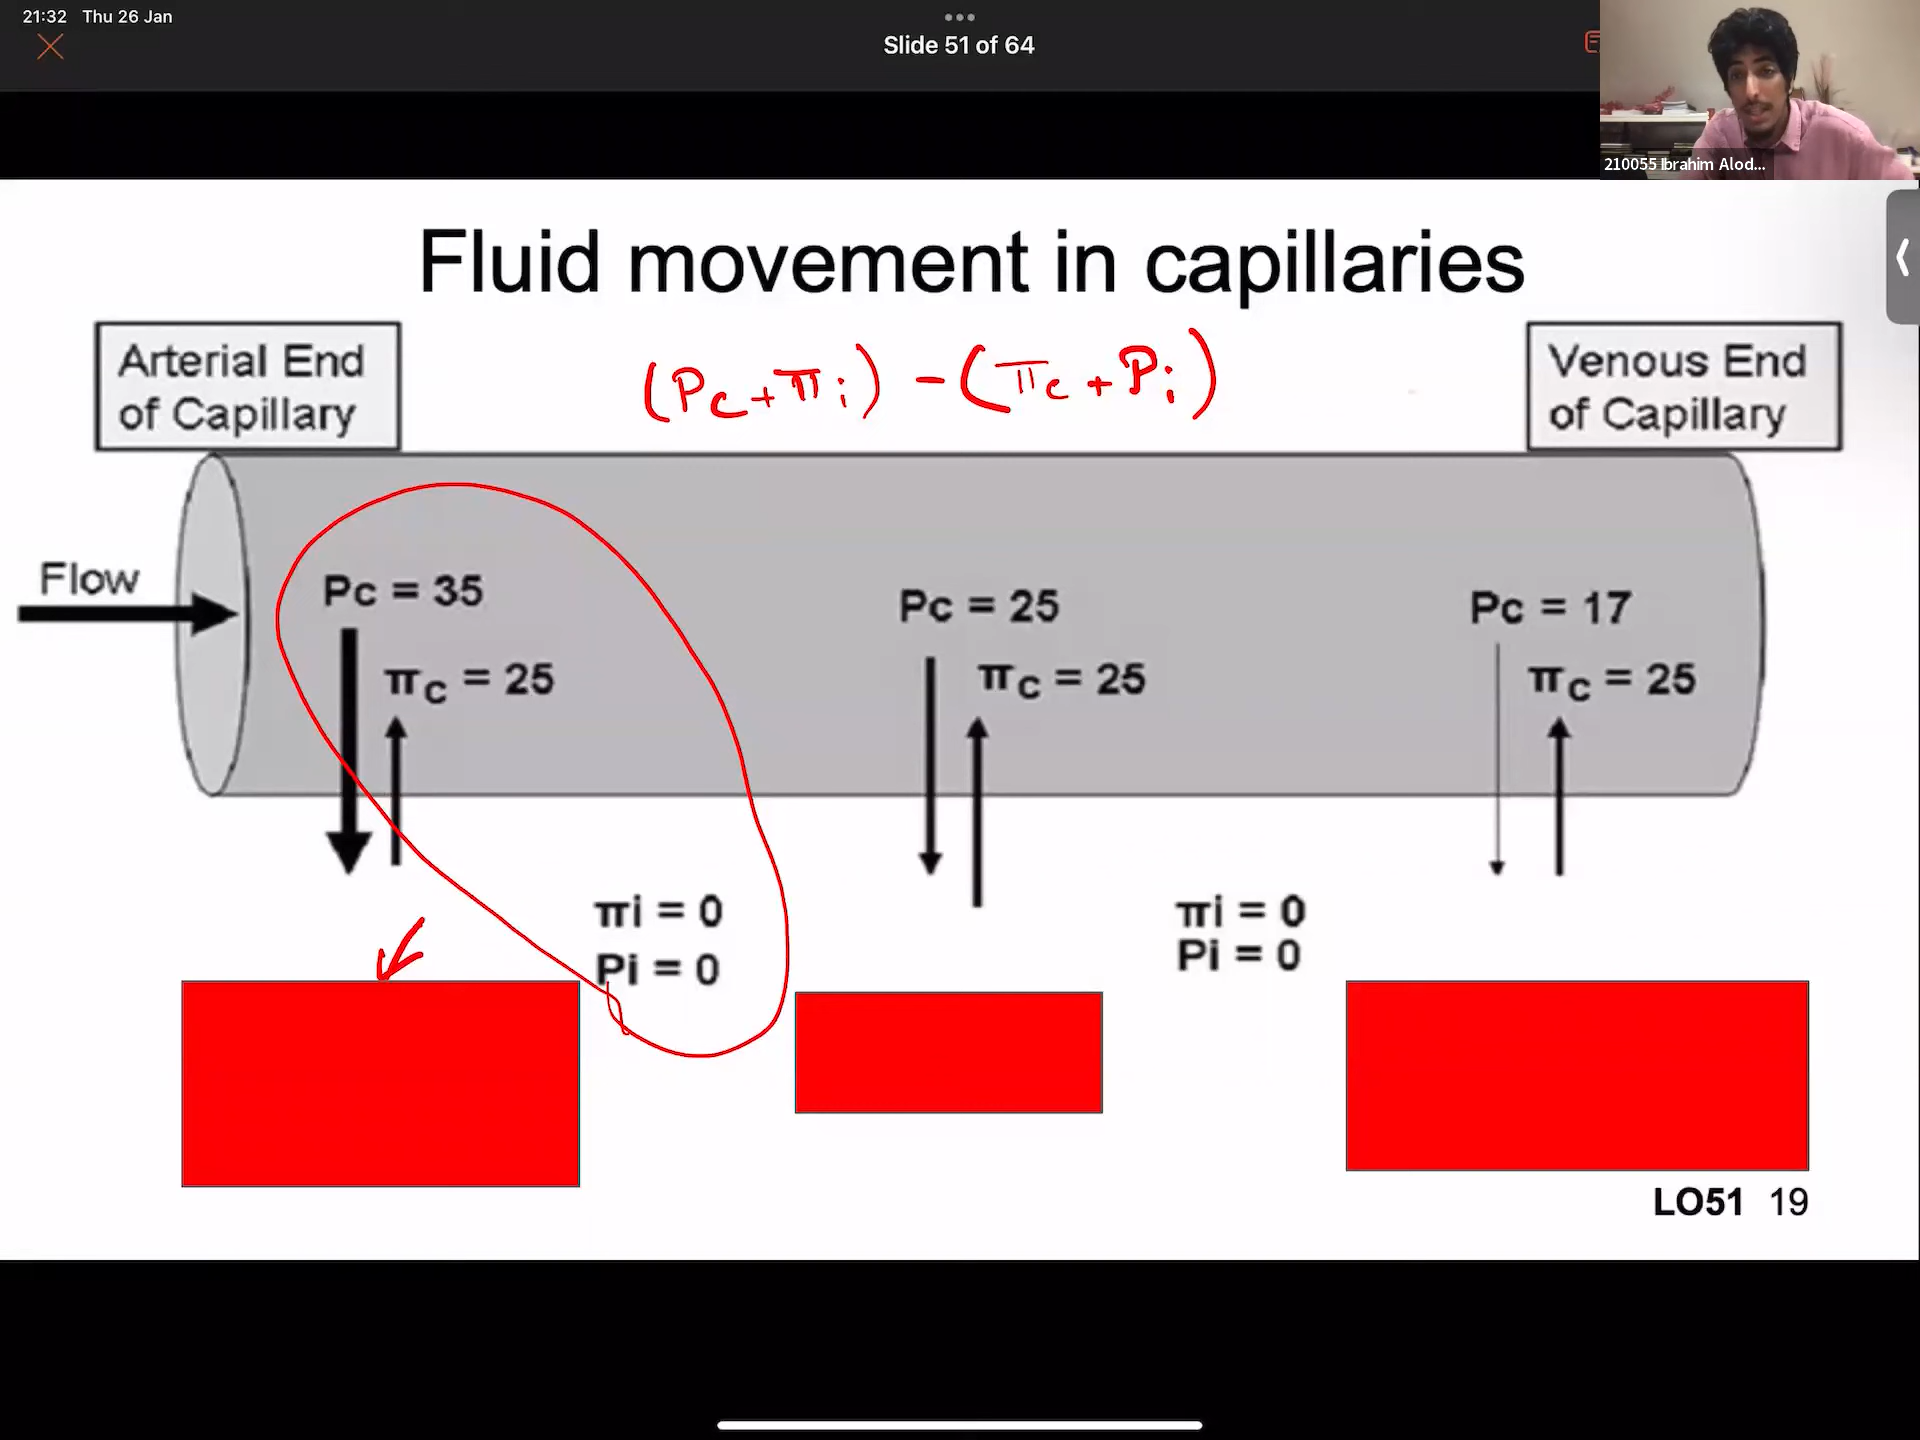 21:32 Thu 26 Jan
Slide 51 of 64
210055 Ibrahim Alod...
Fluid movement in capillaries
Arterial End
of Capillary
(Pc + πi) - (πc + Pi)
Venous End
of Capillary
Flow
Pc = 35
πc = 25
Pc = 25
πc = 25
Pc = 17
πc = 25
πi = 0
Pi = 0
πi = 0
Pi = 0
LO51 19